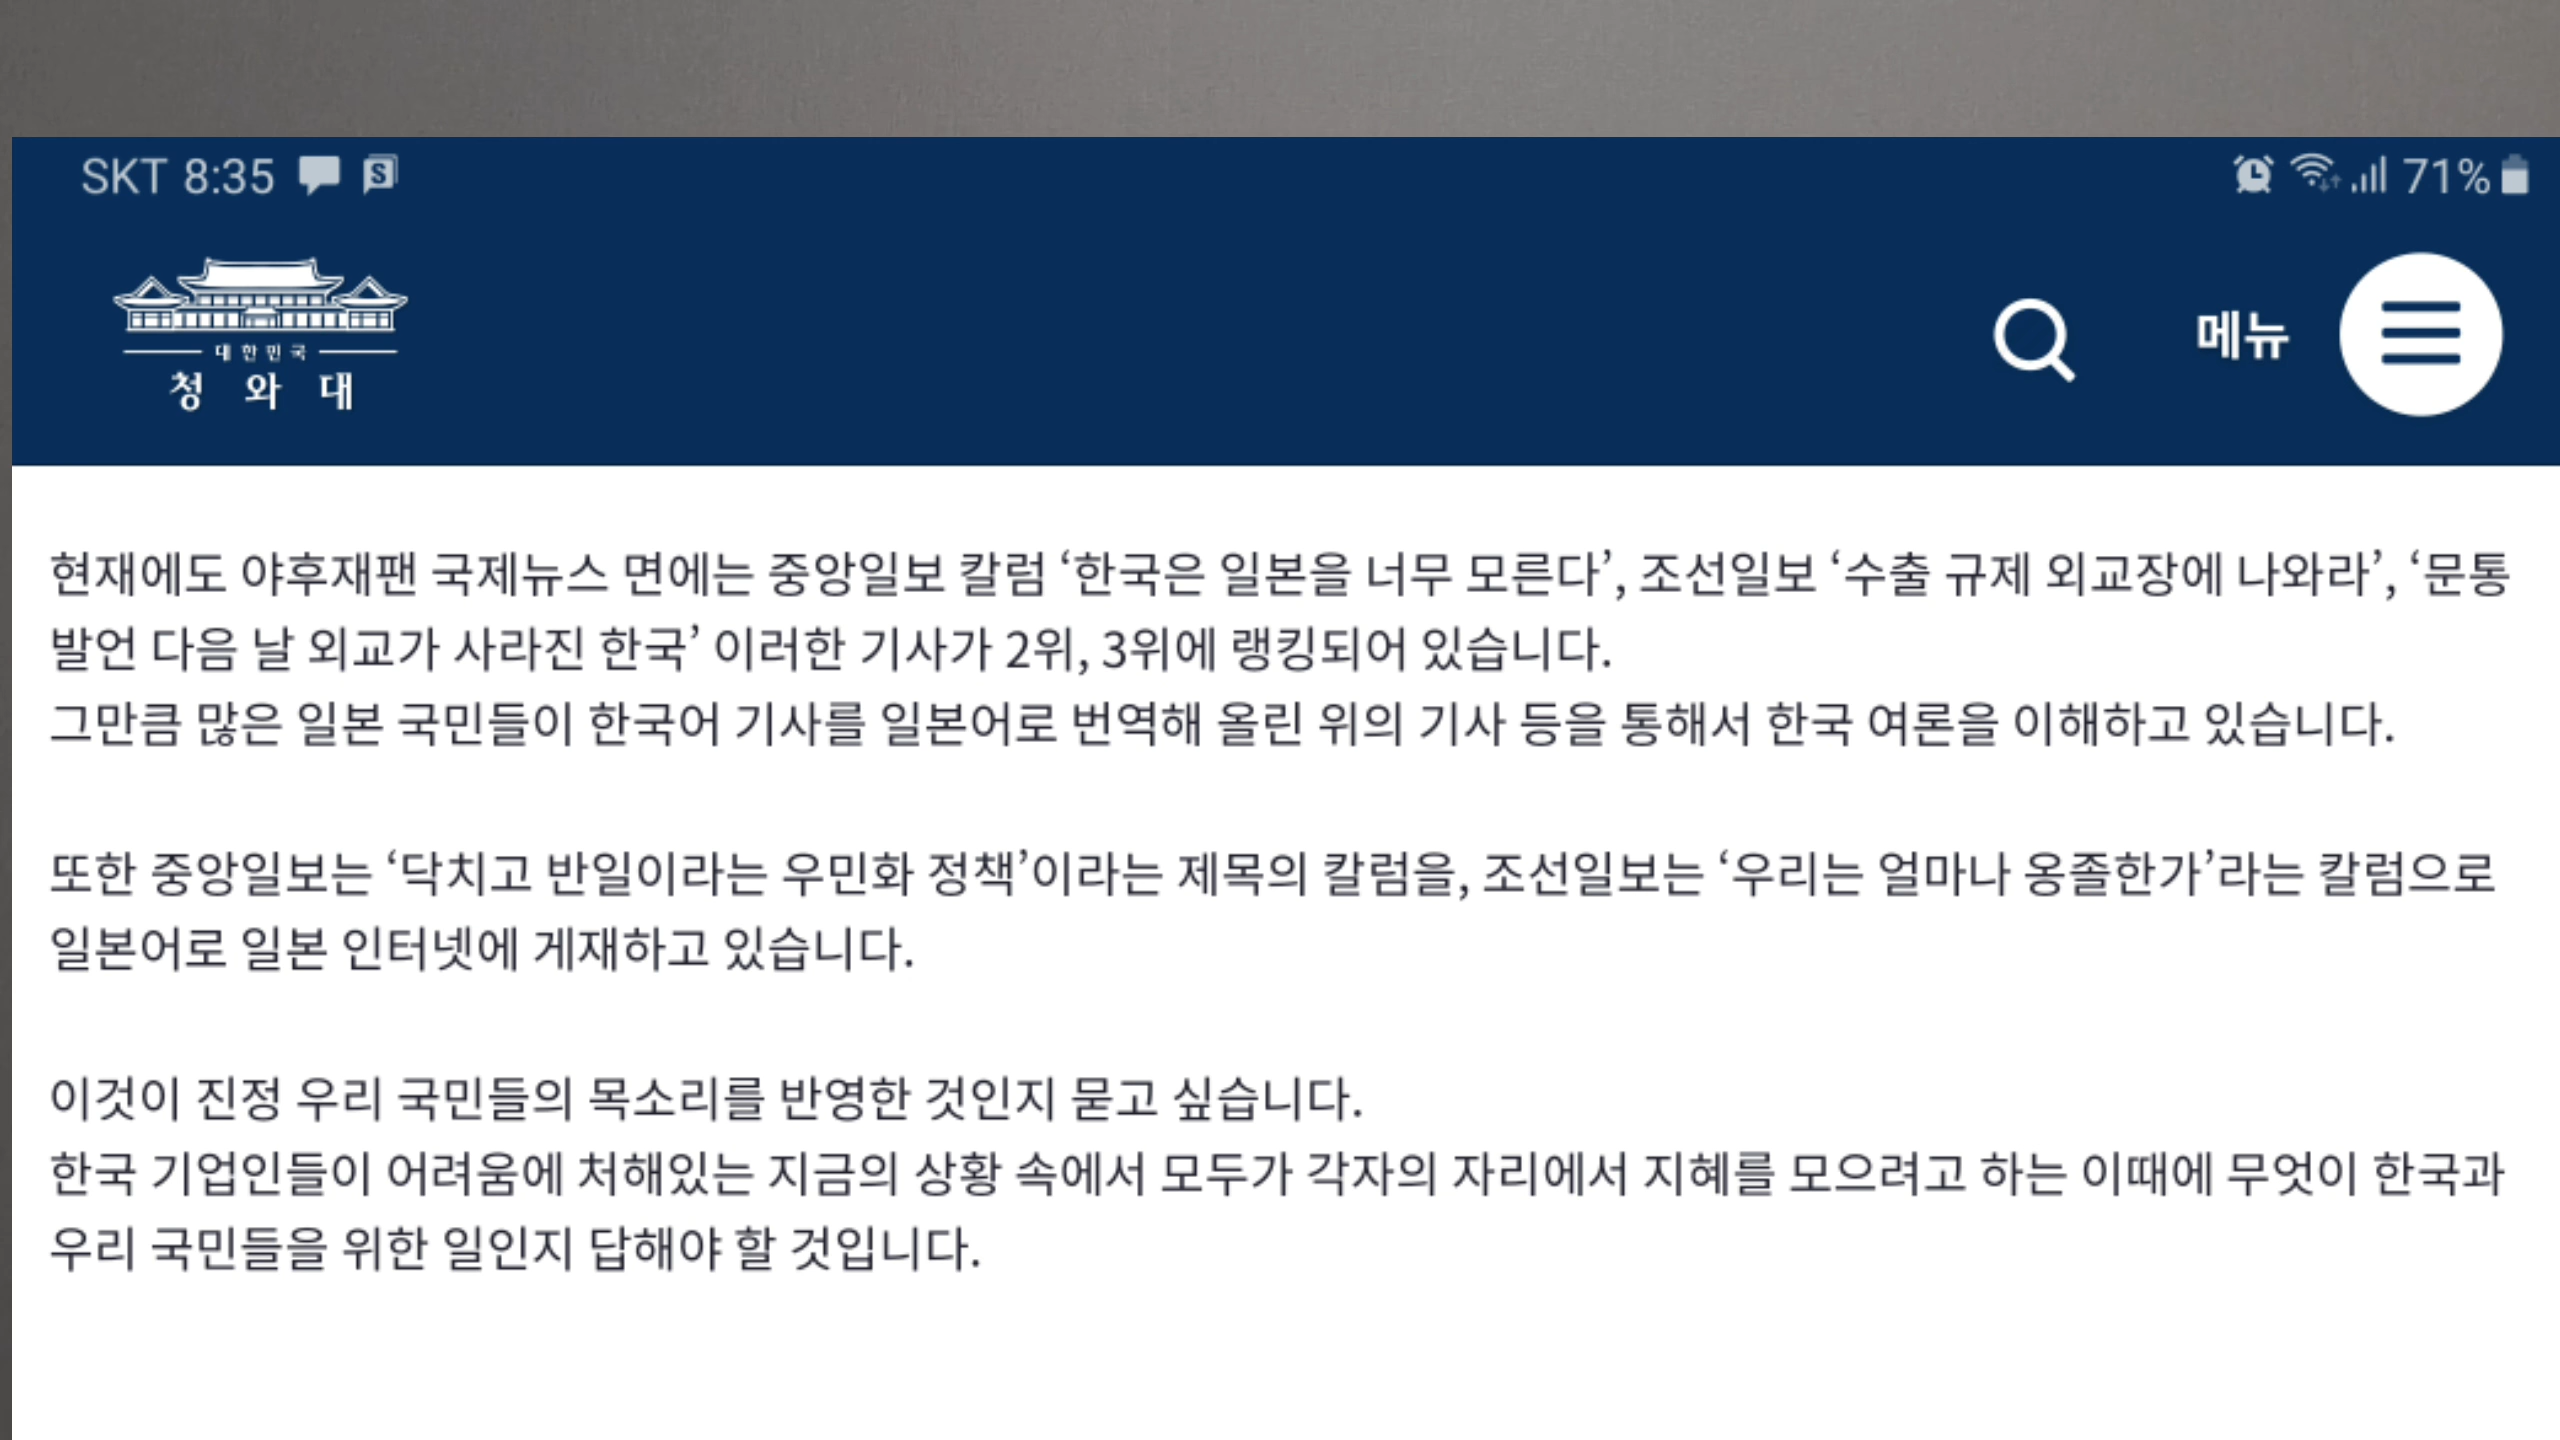 SKT 8:35
71%
대한민국
청와대
메뉴
현재에도 야후재팬 국제뉴스 면에는 중앙일보 칼럼 ‘한국은 일본을 너무 모른다’, 조선일보 ‘수출 규제 외교장에 나와라’, ‘문통
발언 다음 날 외교가 사라진 한국’ 이러한 기사가 2위, 3위에 랭킹되어 있습니다.
그만큼 많은 일본 국민들이 한국어 기사를 일본어로 번역해 올린 위의 기사 등을 통해서 한국 여론을 이해하고 있습니다.
또한 중앙일보는 ‘닥치고 반일이라는 우민화 정책’이라는 제목의 칼럼을, 조선일보는 ‘우리는 얼마나 옹졸한가’라는 칼럼으로
일본어로 일본 인터넷에 게재하고 있습니다.
이것이 진정 우리 국민들의 목소리를 반영한 것인지 묻고 싶습니다.
한국 기업인들이 어려움에 처해있는 지금의 상황 속에서 모두가 각자의 자리에서 지혜를 모으려고 하는 이때에 무엇이 한국과
우리 국민들을 위한 일인지 답해야 할 것입니다.